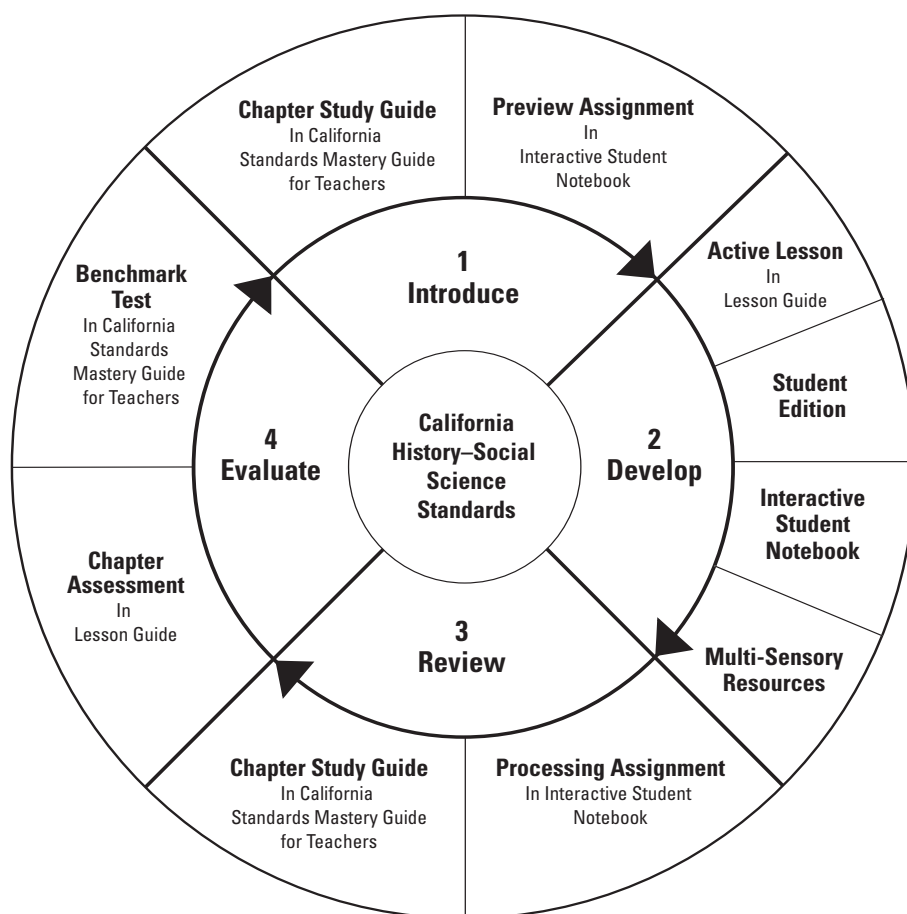 Chapter Study Guide
In California
Standards Mastery Guide
for Teachers
Preview Assignment
In
Interactive Student
Notebook
Active Lesson
In
Lesson Guide
Student
Edition
Interactive
Student
Notebook
Multi-Sensory
Resources
Processing Assignment
In Interactive Student
Notebook
Chapter Study Guide
In California
Standards Mastery Guide
for Teachers
Chapter
Assessment
In
Lesson Guide
Benchmark
Test
In California
Standards
Mastery Guide
for Teachers
1
Introduce
2
Develop
3
Review
4
Evaluate
California
History–Social
Science
Standards